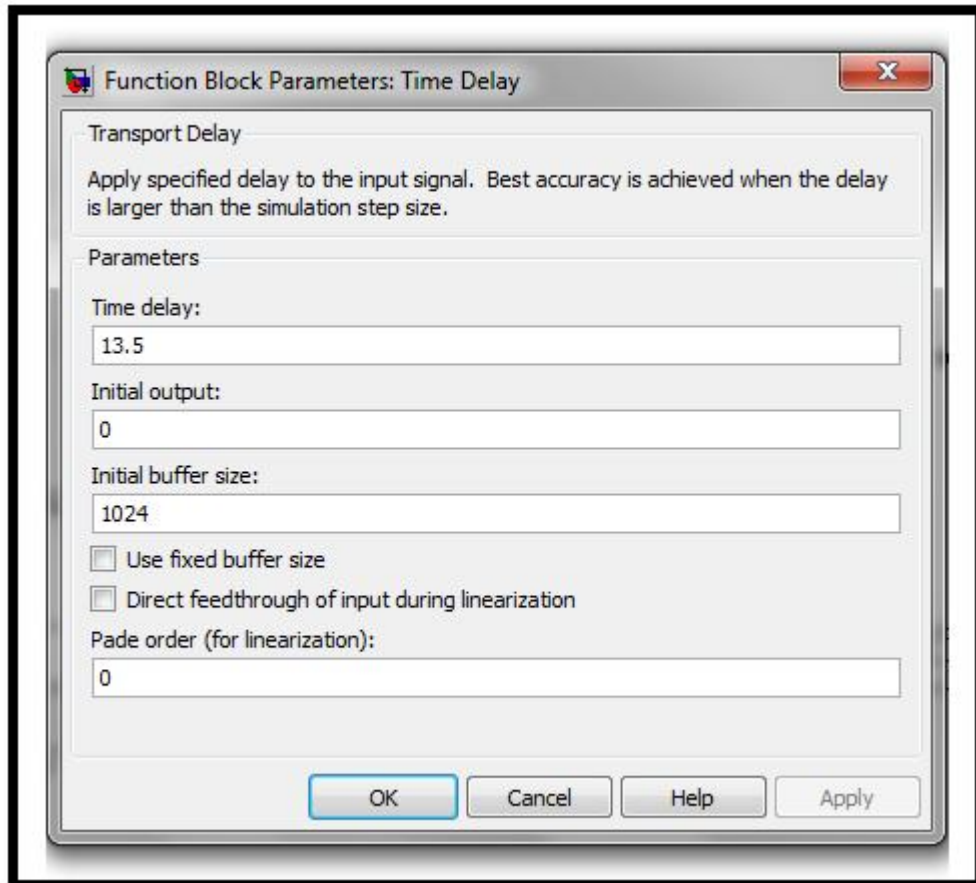 Function Block Parameters: Time Delay
Transport Delay
Apply specified delay to the input signal.  Best accuracy is achieved when the delay
is larger than the simulation step size.
Parameters
Time delay:
13.5
Initial output:
0
Initial buffer size:
1024
Use fixed buffer size
Direct feedthrough of input during linearization
Pade order (for linearization):
0
OK Cancel Help Apply